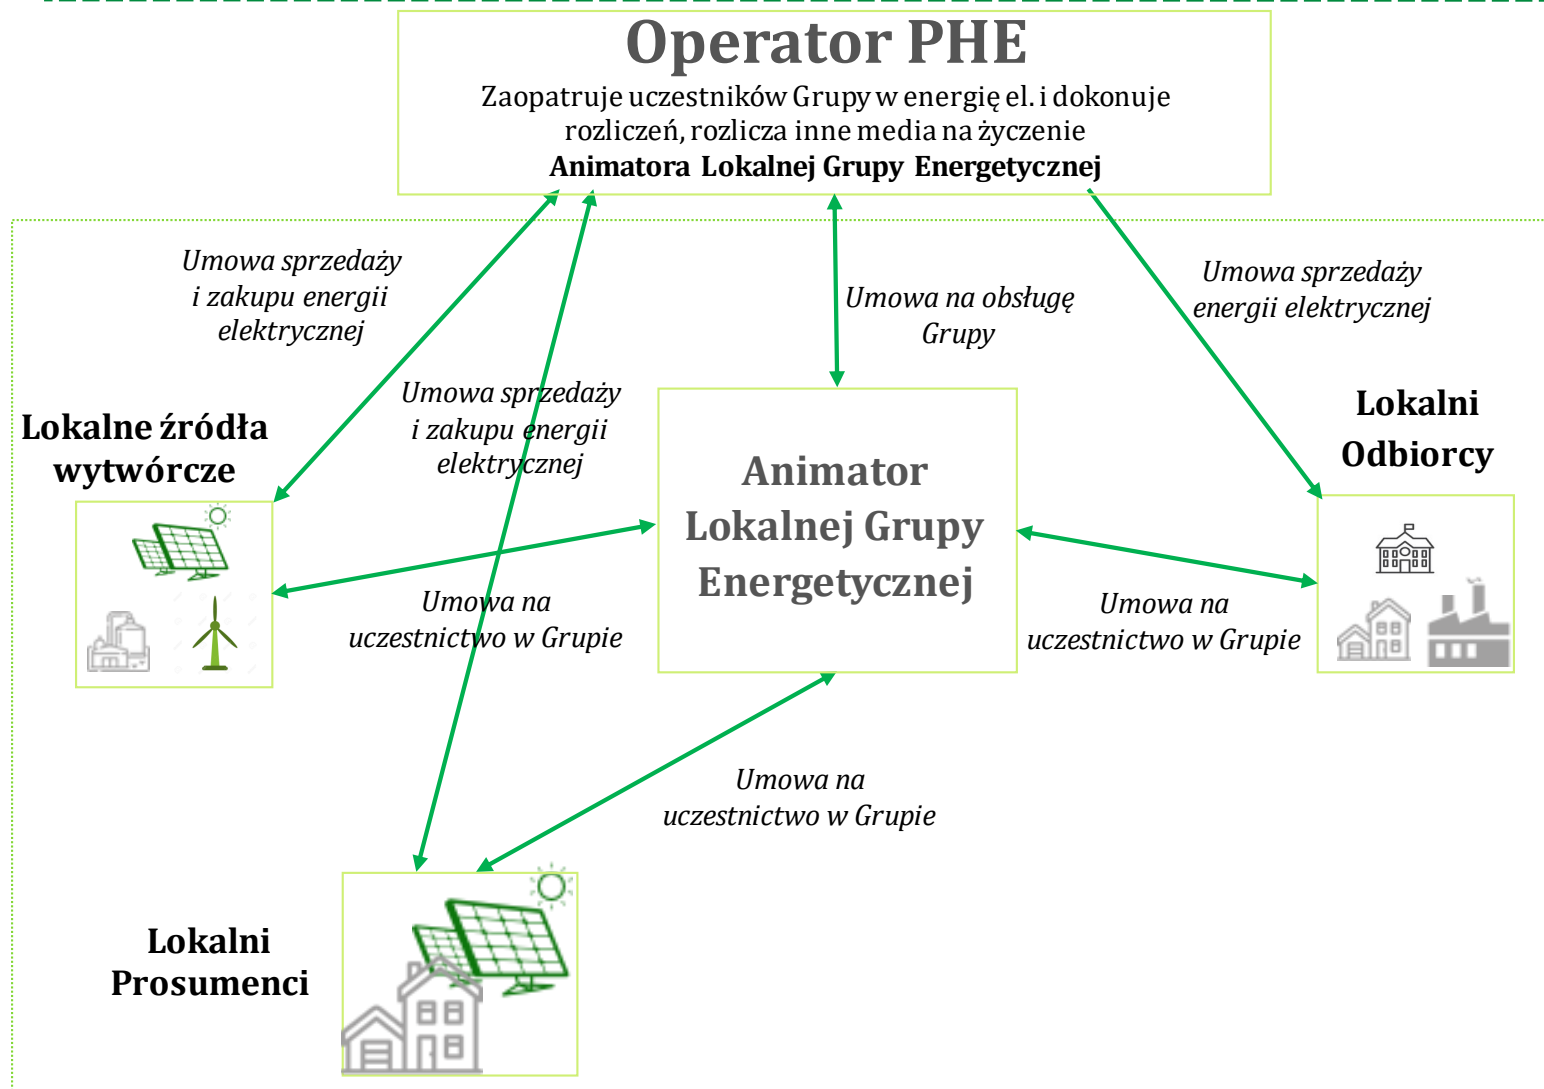 Operator PHE
Zaopatruje uczestników Grupy w energię el. i dokonuje
rozliczeń, rozlicza inne media na życzenie
Animatora Lokalnej Grupy Energetycznej
Umowa sprzedaży
i zakupu energii
elektrycznej
Umowa sprzedaży
i zakupu energii
elektrycznej
Umowa na obsługę
Grupy
Umowa sprzedaży
energii elektrycznej
Lokalne źródła
wytwórcze
Animator
Lokalnej Grupy
Energetycznej
Lokalni
Odbiorcy
Umowa na
uczestnictwo w Grupie
Umowa na
uczestnictwo w Grupie
Umowa na
uczestnictwo w Grupie
Lokalni
Prosumenci